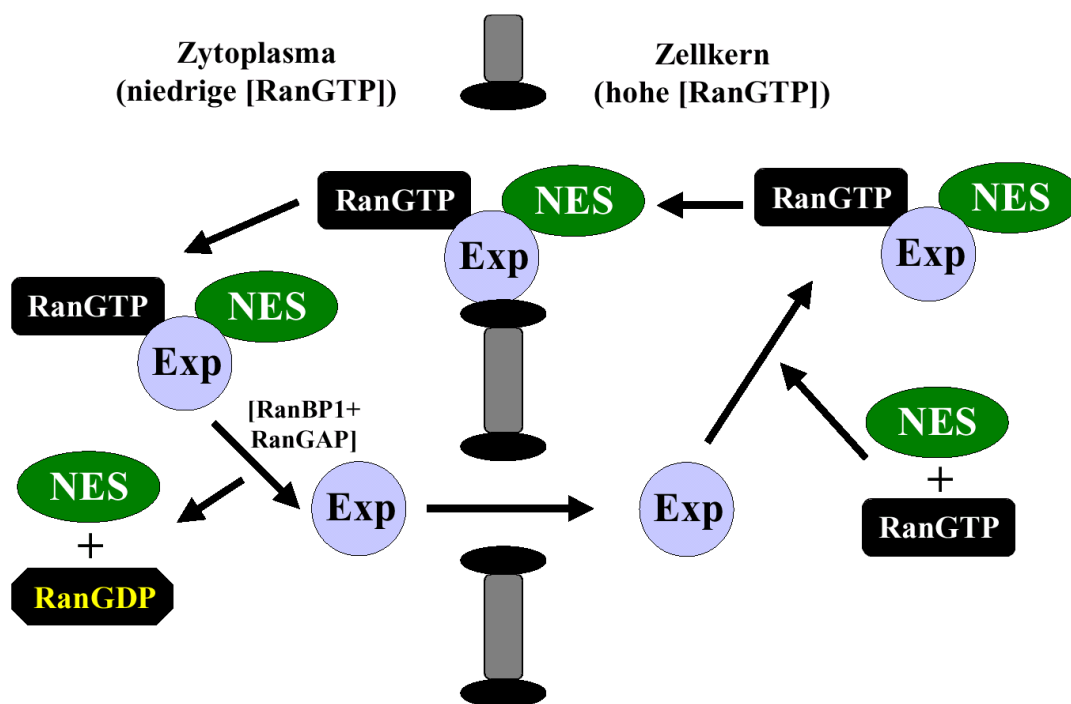 Zytoplasma
(niedrige [RanGTP])
Zellkern
(hohe [RanGTP])
RanGTP
NES
Exp
RanGTP
NES
Exp
RanGTP
NES
Exp
[RanBP1+
RanGAP]
NES
+
RanGDP
Exp
Exp
NES
+
RanGTP